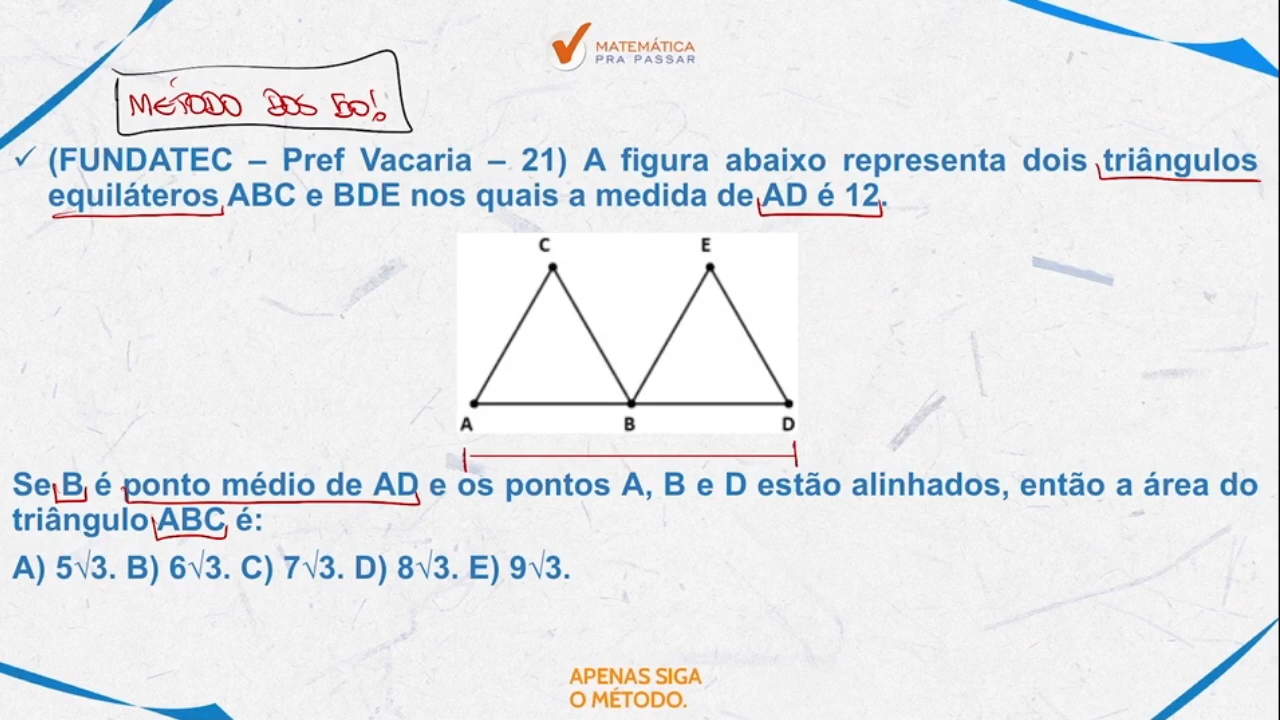 MATEMÁTICA
PRA PASSAR
MÉTODO DOS 50!
✓ (FUNDATEC – Pref Vacaria – 21) A figura abaixo representa dois triângulos
equiláteros ABC e BDE nos quais a medida de AD é 12.
C E
A B D
Se B é ponto médio de AD e os pontos A, B e D estão alinhados, então a área do
triângulo ABC é:
A) 5√3. B) 6√3. C) 7√3. D) 8√3. E) 9√3.
APENAS SIGA
O MÉTODO.